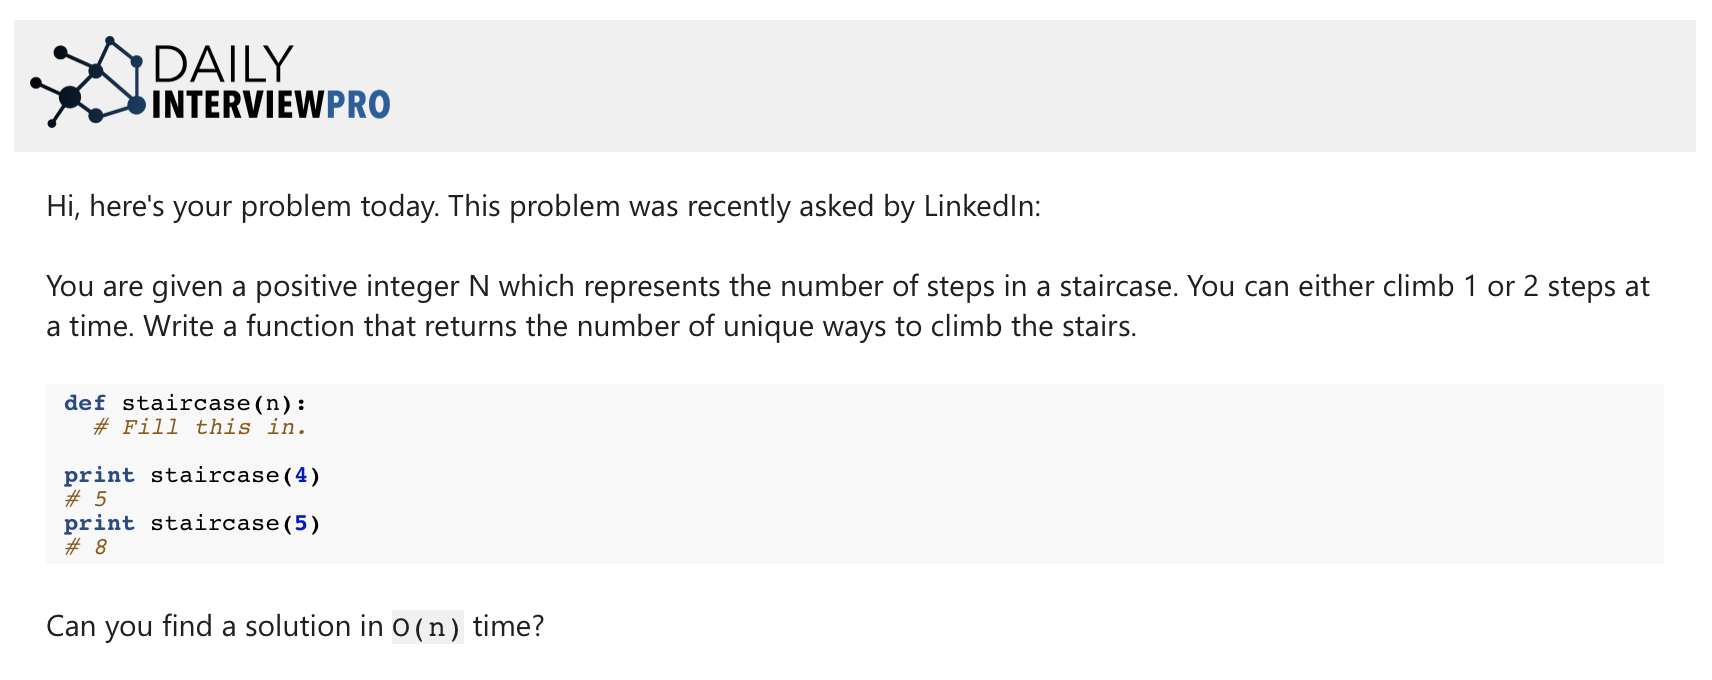 DAILY
INTERVIEWPRO
Hi, here's your problem today. This problem was recently asked by LinkedIn:
You are given a positive integer N which represents the number of steps in a staircase. You can either climb 1 or 2 steps at
a time. Write a function that returns the number of unique ways to climb the stairs.
def staircase(n):
  # Fill this in.
print staircase(4)
# 5
print staircase(5)
# 8
Can you find a solution in O(n) time?